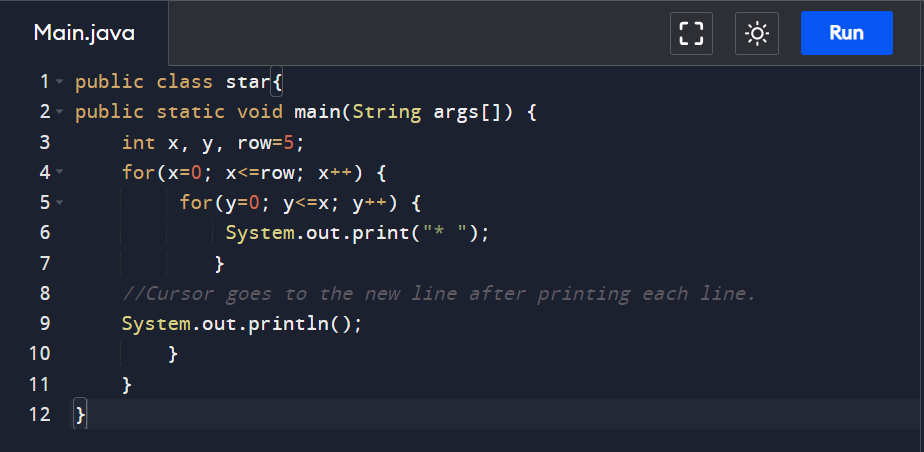 Main.java
Run
1 public class star{
2 public static void main(String args[]) {
3 int x, y, row=5;
4 for(x=0; x<=row; x++) {
5 for(y=0; y<=x; y++) {
6 System.out.print("* ");
7 }
8 //Cursor goes to the new line after printing each line.
9 System.out.println();
10 }
11 }
12 }